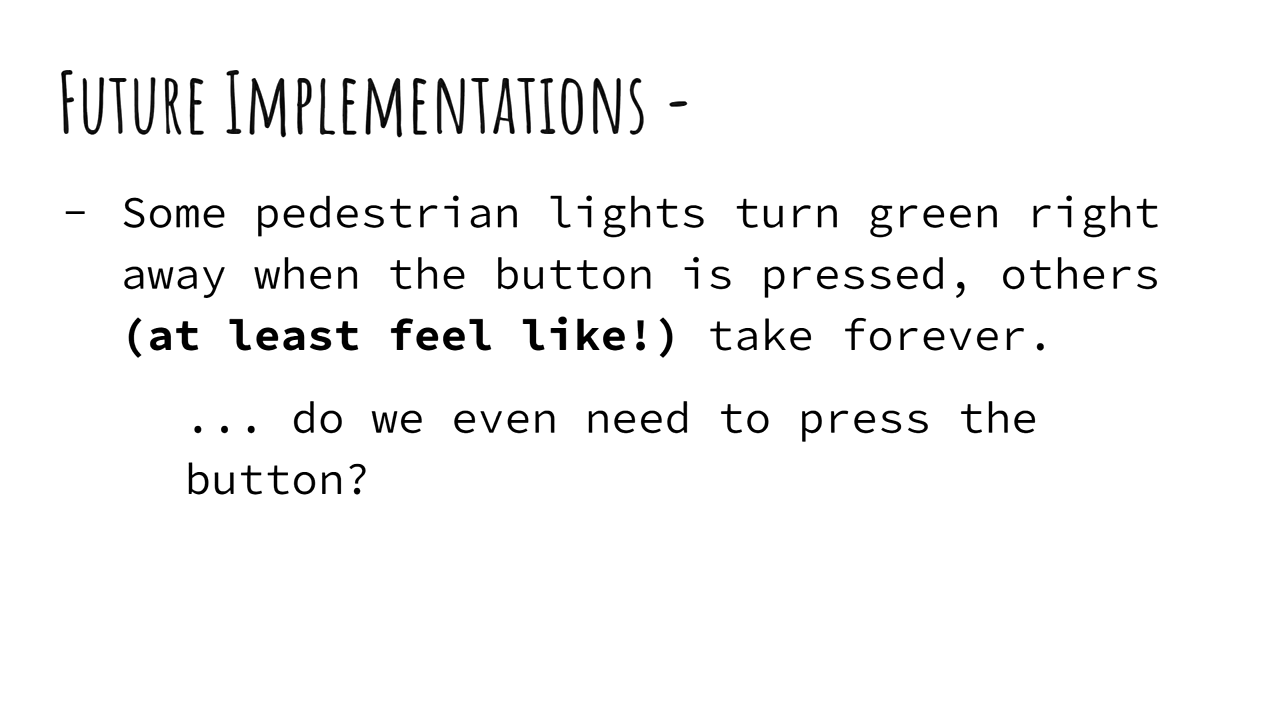 Future Implementations -
- Some pedestrian lights turn green right
away when the button is pressed, others
(at least feel like!) take forever.
... do we even need to press the
button?